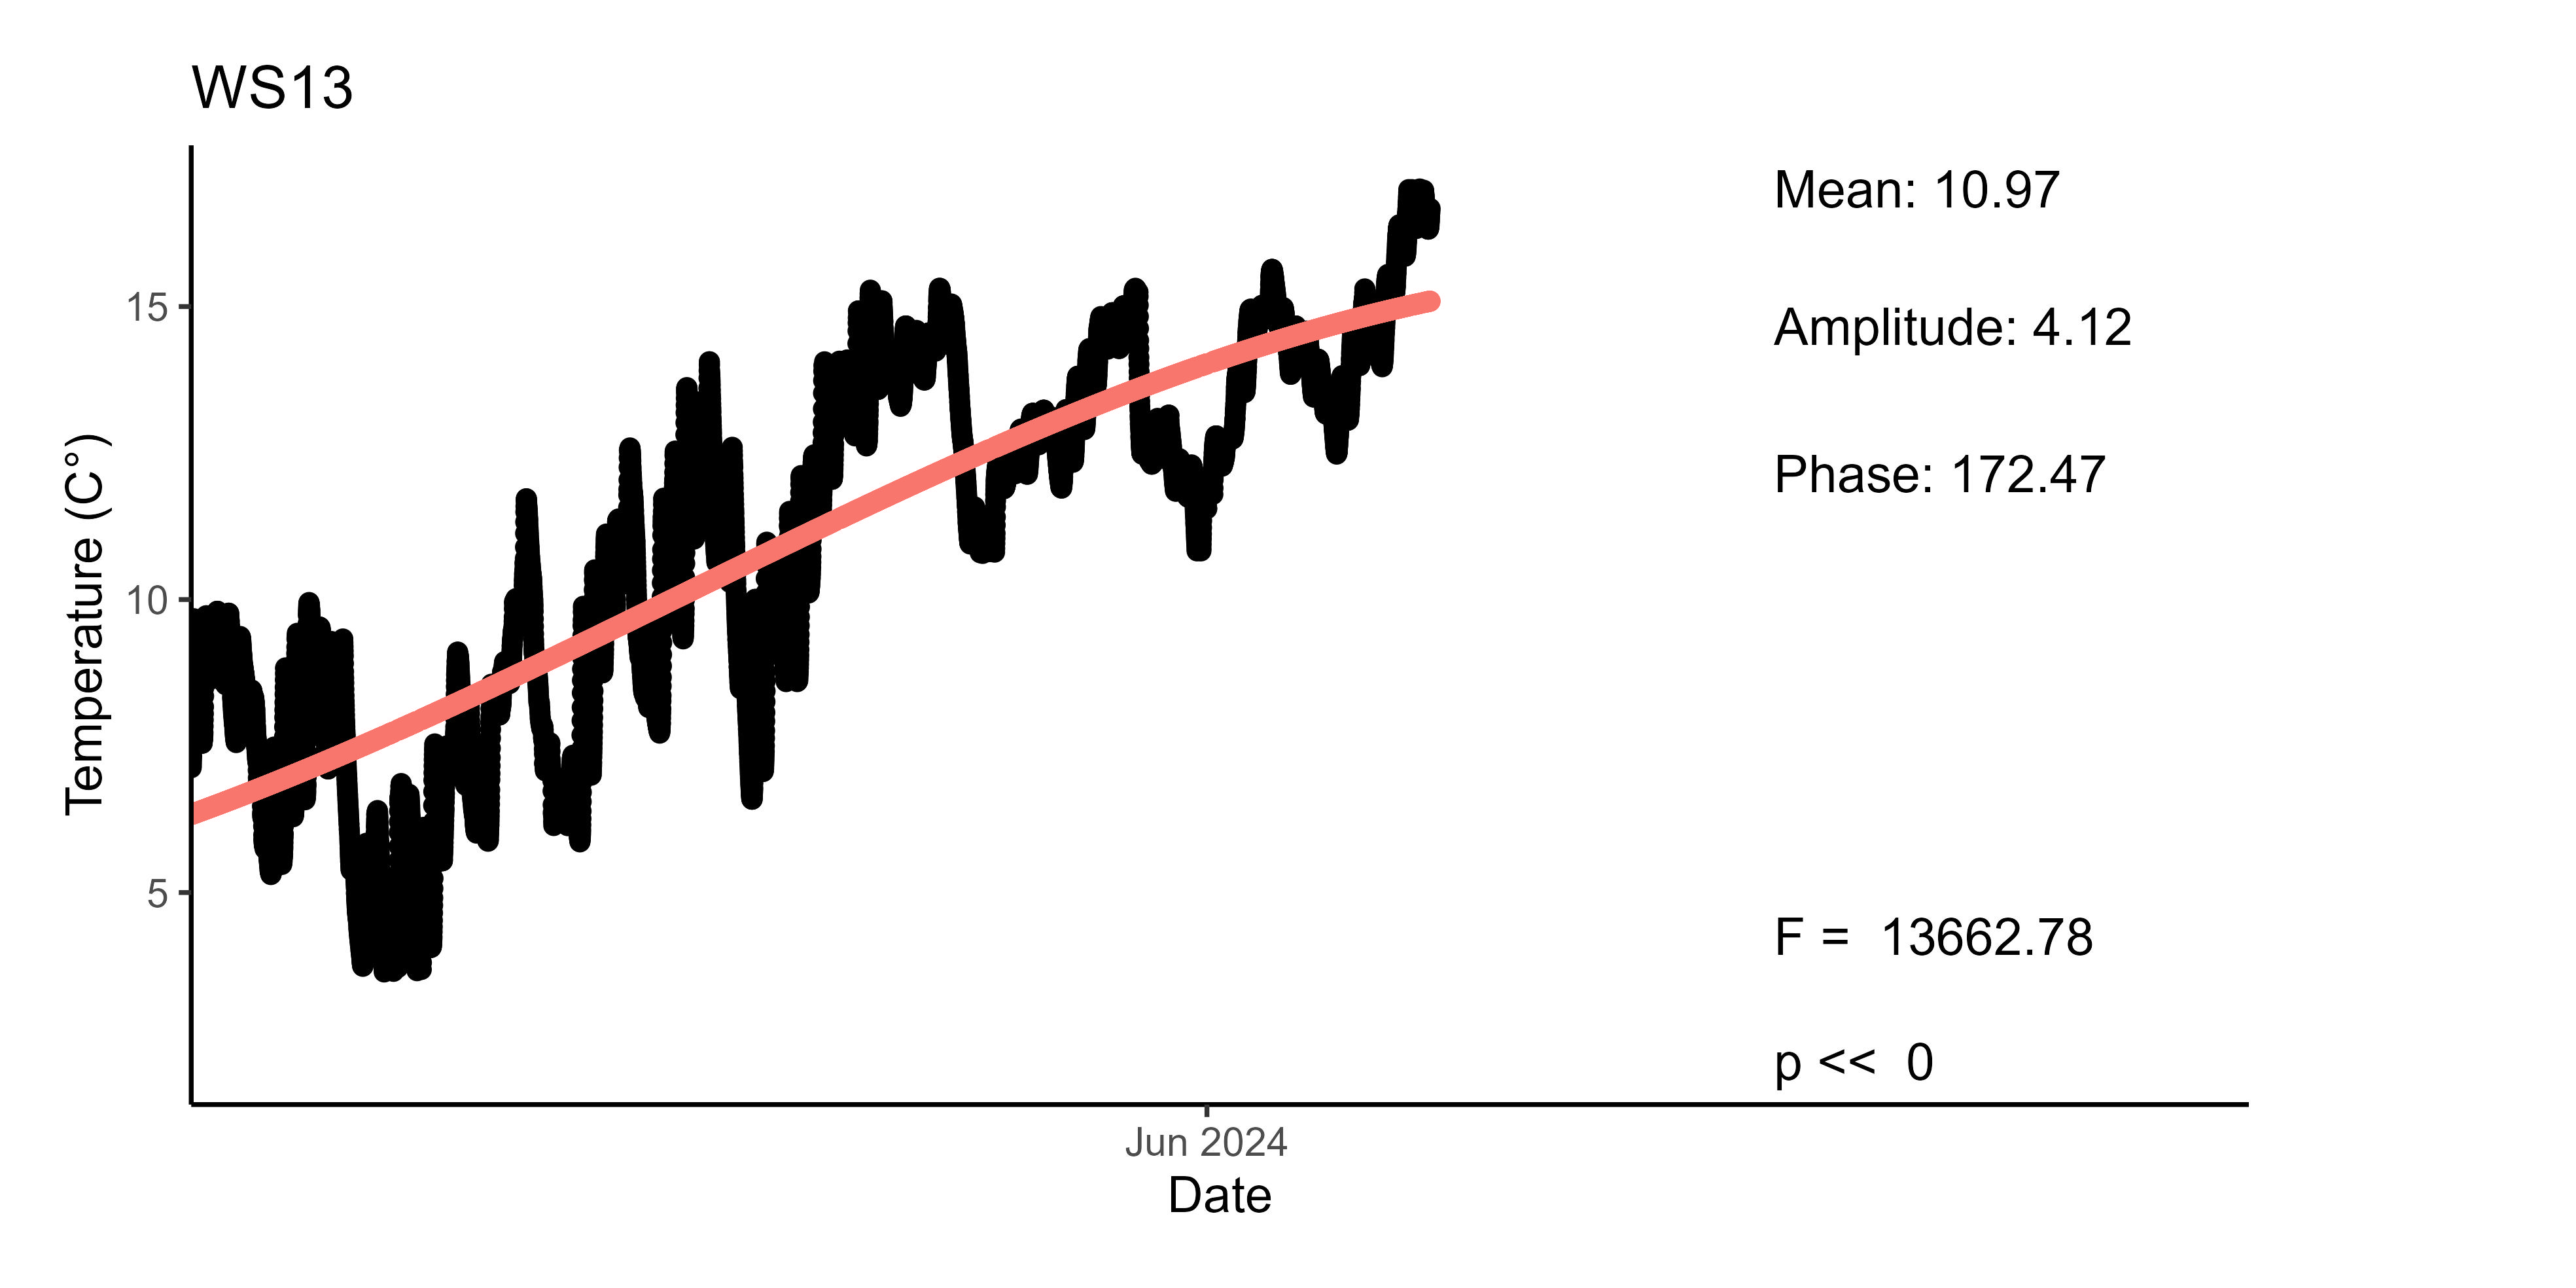 WS13
Mean: 10.97
Amplitude: 4.12
Phase: 172.47
F =  13662.78
p <<  0
Temperature (C°)
15
10
5
Jun 2024
Date